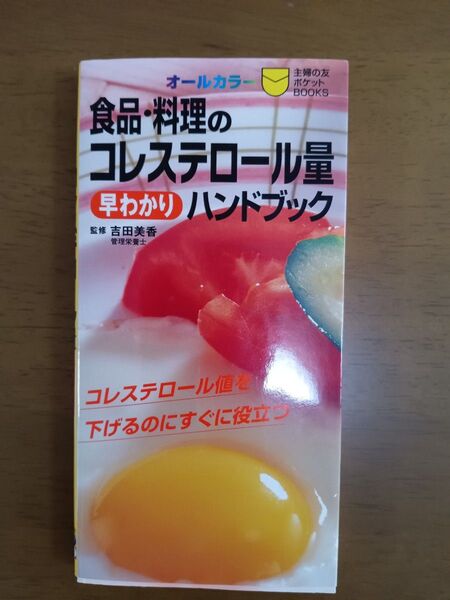 オールカラー
主婦の友
ポケット
BOOKS
食品・料理の
コレステロール量
早わかり ハンドブック
監修 吉田美香
管理栄養士
コレステロール値を
下げるのにすぐに役立つ